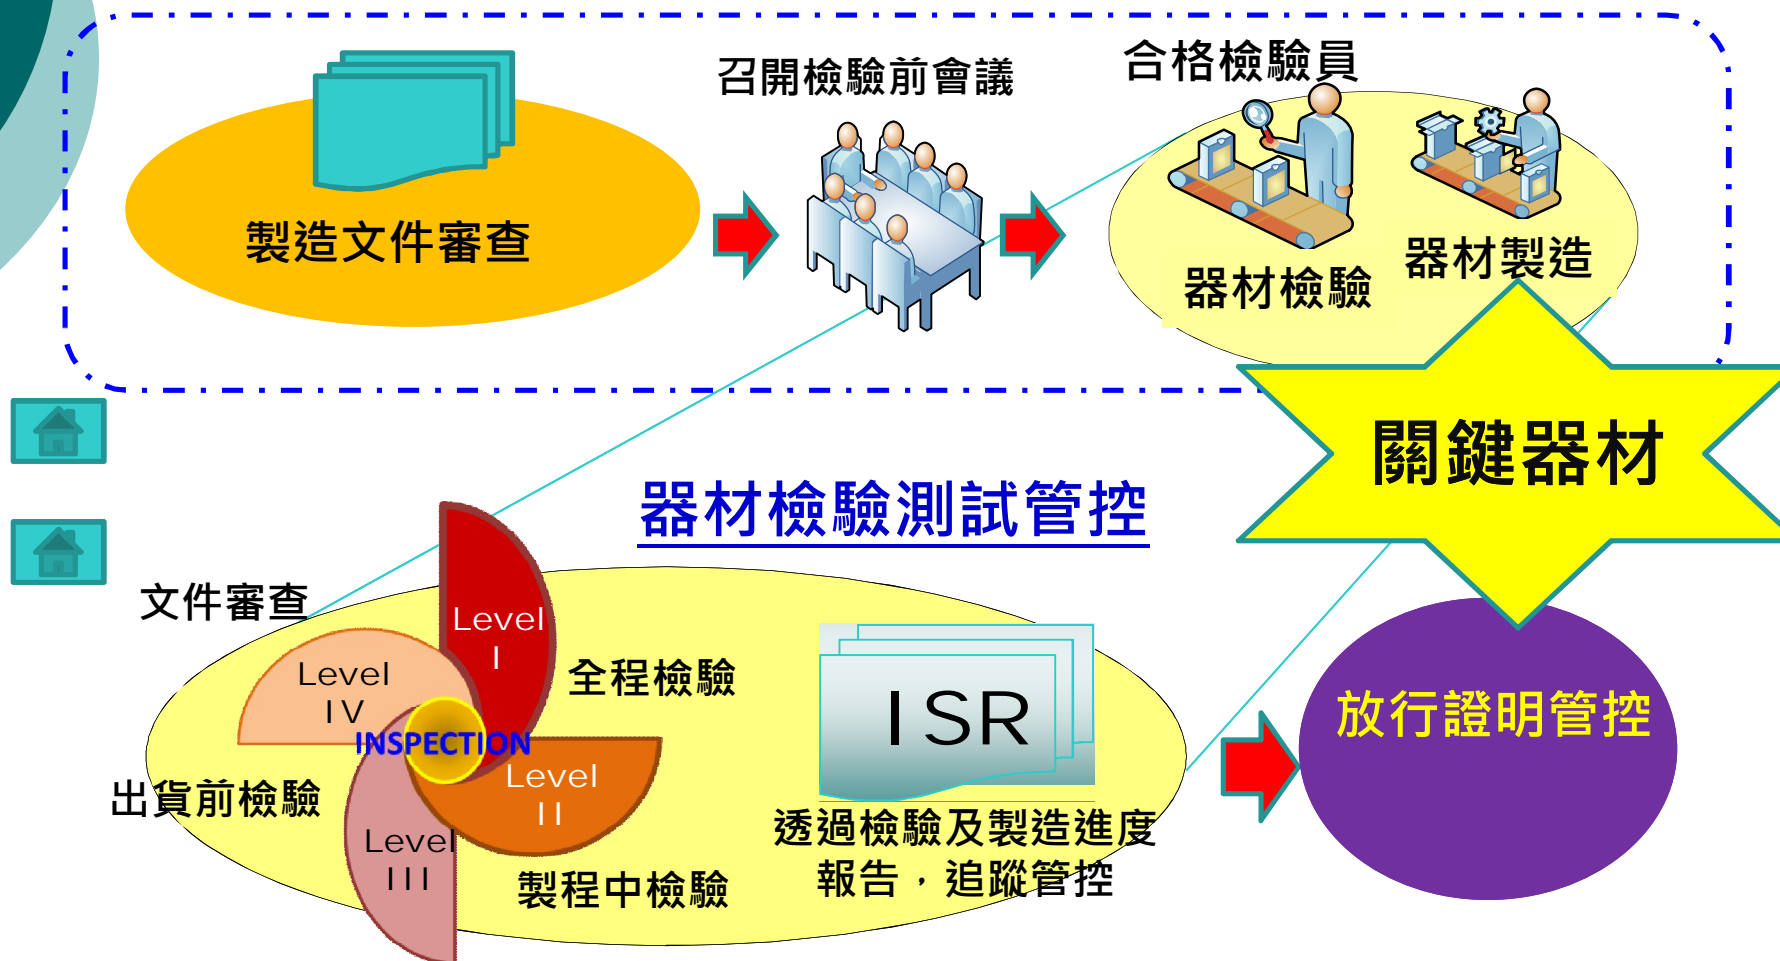 召開檢驗前會議
合格檢驗員
製造文件審查
器材檢驗
器材製造
關鍵器材
器材檢驗測試管控
文件審查
Level
I
全程檢驗
Level
IV
INSPECTION
Level
II
出貨前檢驗
Level
III
製程中檢驗
ISR
透過檢驗及製造進度
報告，追蹤管控
放行證明管控